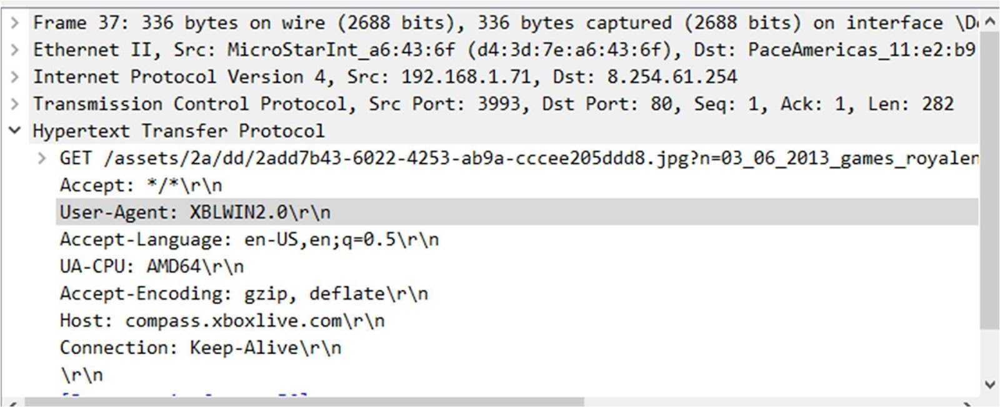 Frame 37: 336 bytes on wire (2688 bits), 336 bytes captured (2688 bits) on interface \D
Ethernet II, Src: MicroStarInt_a6:43:6f (d4:3d:7e:a6:43:6f), Dst: PaceAmericas_11:e2:b9
Internet Protocol Version 4, Src: 192.168.1.71, Dst: 8.254.61.254
Transmission Control Protocol, Src Port: 3993, Dst Port: 80, Seq: 1, Ack: 1, Len: 282
Hypertext Transfer Protocol
GET /assets/2a/dd/2add7b43-6022-4253-ab9a-cccee205ddd8.jpg?n=03_06_2013_games_royalen
Accept: */*\r\n
User-Agent: XBLWIN2.0\r\n
Accept-Language: en-US,en;q=0.5\r\n
UA-CPU: AMD64\r\n
Accept-Encoding: gzip, deflate\r\n
Host: compass.xboxlive.com\r\n
Connection: Keep-Alive\r\n
\r\n